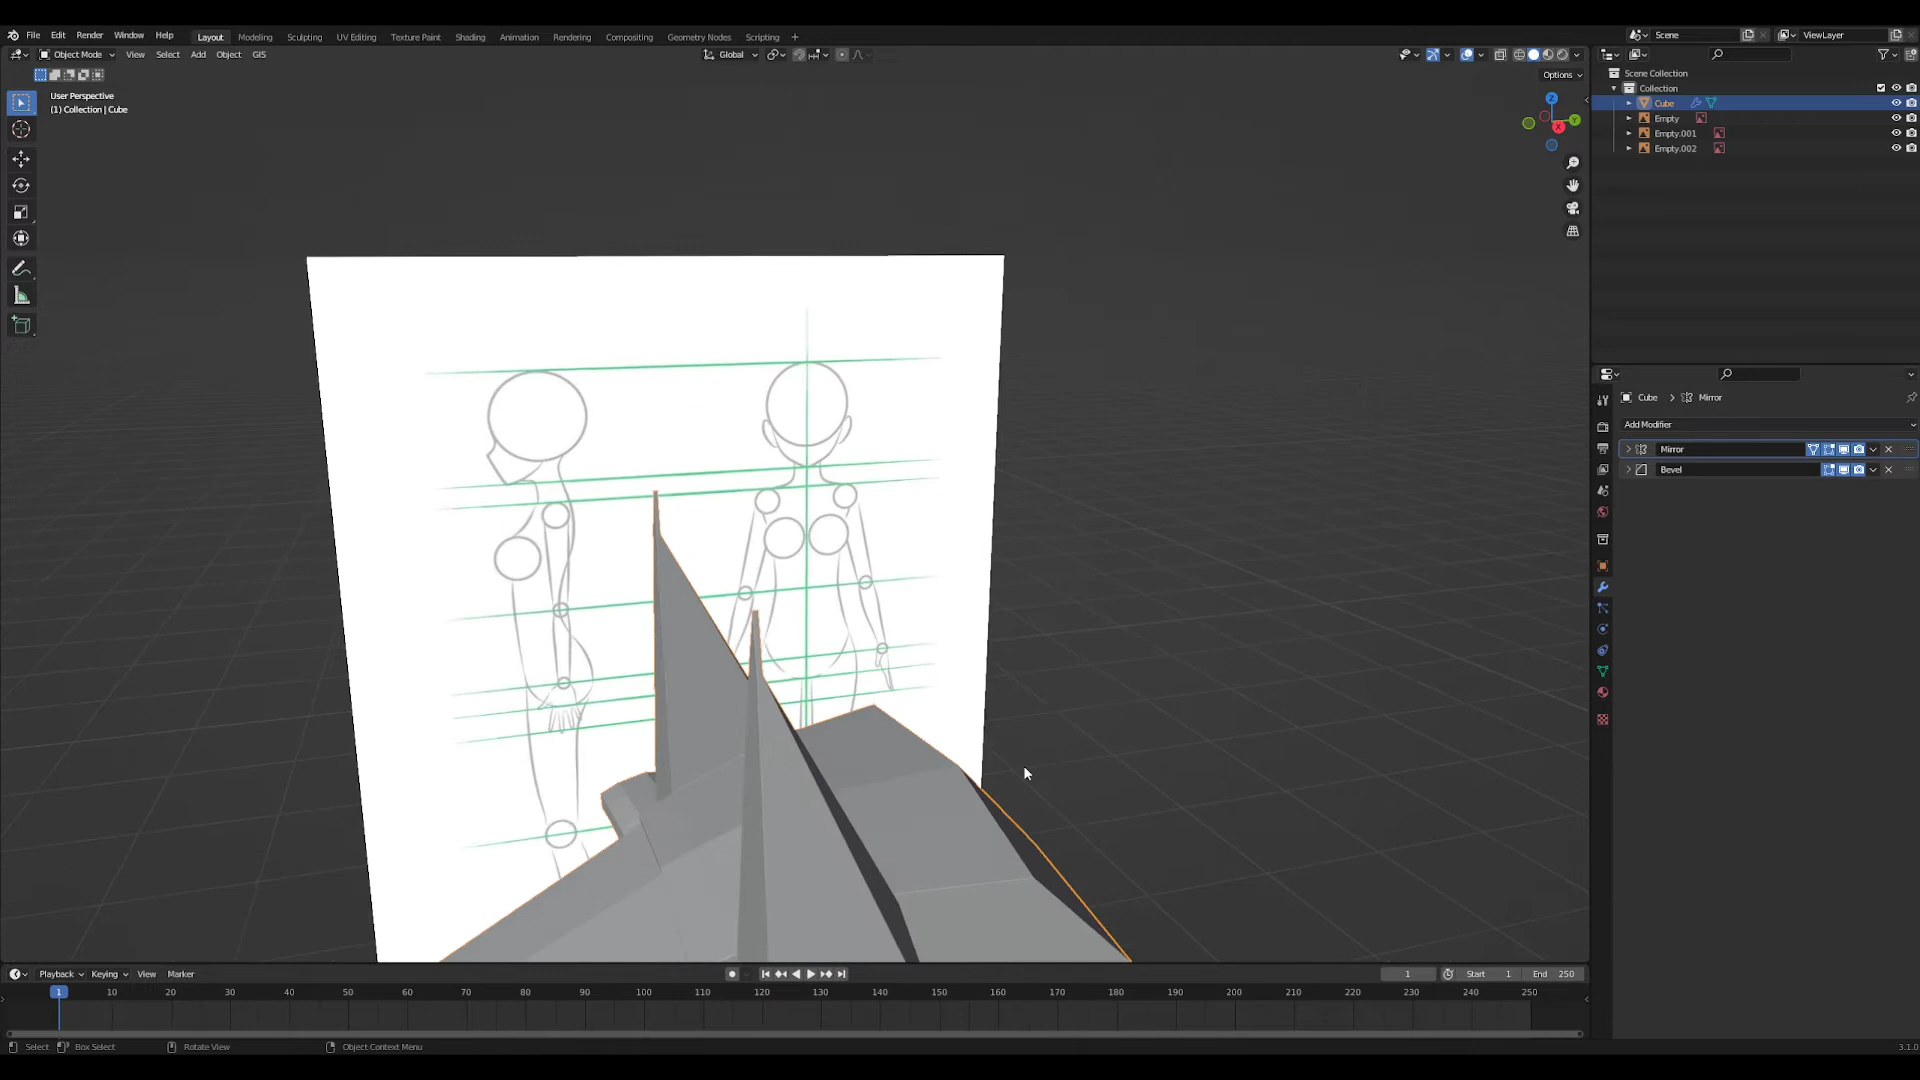 File Edit Render Window Help Layout Modeling Sculpting UV Editing Texture Paint Shading Animation Rendering Compositing Geometry Nodes Scripting + Scene ViewLayer
Object Mode View Select Add Object GIS Global
Options
User Perspective
(1) Collection | Cube
Z
Y
X
Scene Collection
Collection
Cube
Empty
Empty.001
Empty.002
Cube > Mirror
Add Modifier
Mirror
Bevel
Playback Keying View Marker 1 Start 1 End 250
1 10 20 30 40 50 60 70 80 90 100 110 120 130 140 150 160 170 180 190 200 210 220 230 240 250
Select Box Select Rotate View Object Context Menu 3.1.0